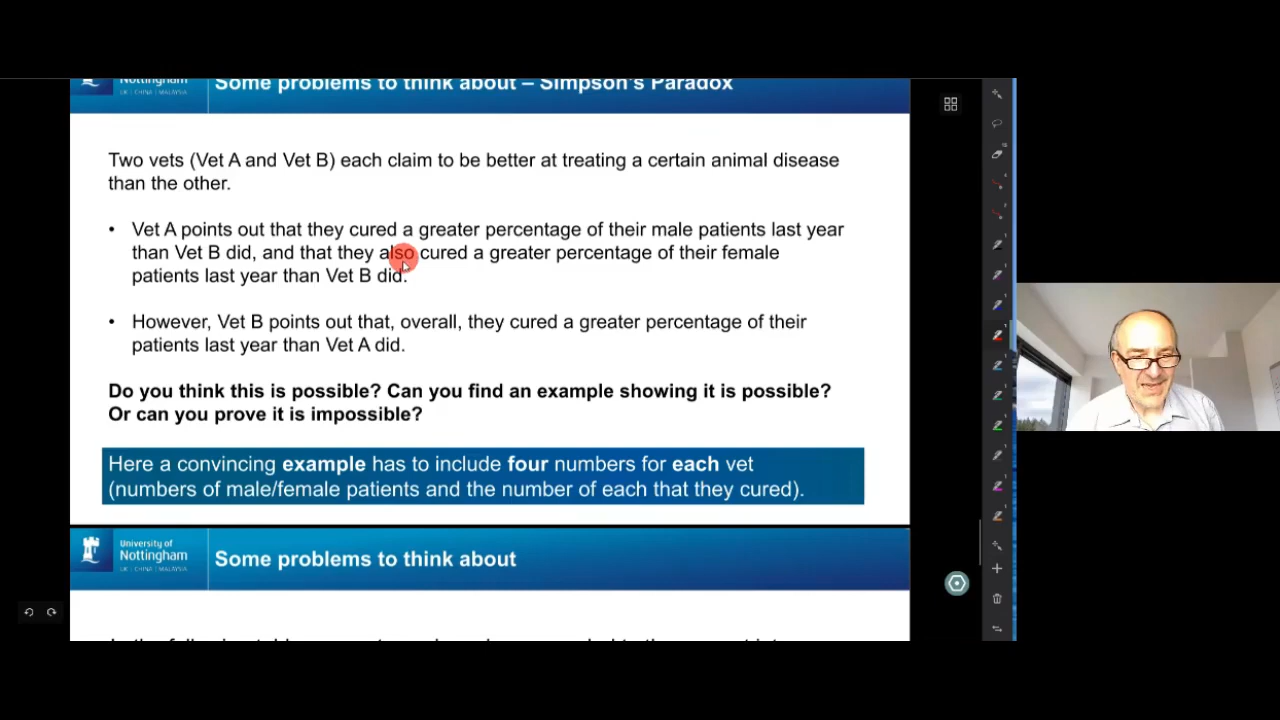 Nottingham
UK | CHINA | MALAYSIA
Some problems to think about – Simpson's Paradox
Two vets (Vet A and Vet B) each claim to be better at treating a certain animal disease
than the other.
• Vet A points out that they cured a greater percentage of their male patients last year
than Vet B did, and that they also cured a greater percentage of their female
patients last year than Vet B did.
• However, Vet B points out that, overall, they cured a greater percentage of their
patients last year than Vet A did.
Do you think this is possible? Can you find an example showing it is possible?
Or can you prove it is impossible?
Here a convincing example has to include four numbers for each vet
(numbers of male/female patients and the number of each that they cured).
University of
Nottingham
UK | CHINA | MALAYSIA
Some problems to think about